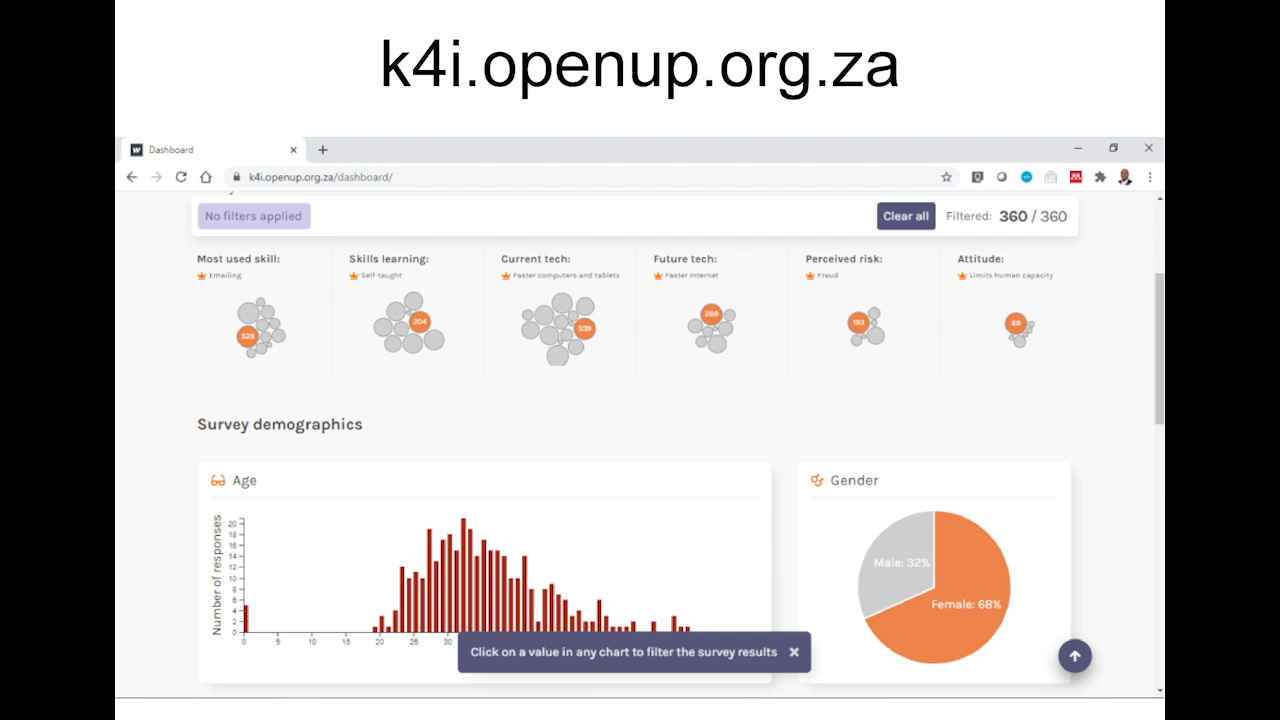 k4i.openup.org.za
Dashboard
k4i.openup.org.za/dashboard/
No filters applied
Clear all
Filtered: 360 / 360
Most used skill:
Emailing
328
Skills learning:
Self-taught
204
Current tech:
Faster computers and tablets
339
Future tech:
Faster Internet
289
Perceived risk:
Fraud
193
Attitude:
Limits human capacity
69
Survey demographics
Age
Number of responses
20
18
16
14
12
10
8
6
4
2
0
0 5 10 15 20 25 30
Gender
Male: 32%
Female: 68%
Click on a value in any chart to filter the survey results